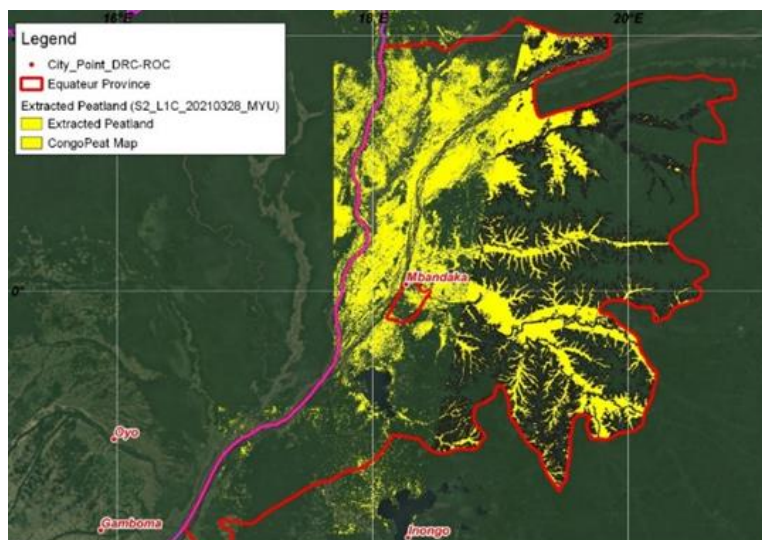 16°E
18°E
20°E
Legend
City_Point_DRC-ROC
Equateur Province
Extracted Peatland (S2_L1C_20210328_MYU)
Extracted Peatland
CongoPeat Map
Mbandaka
0°
Oyo
Gamboma
Inongo